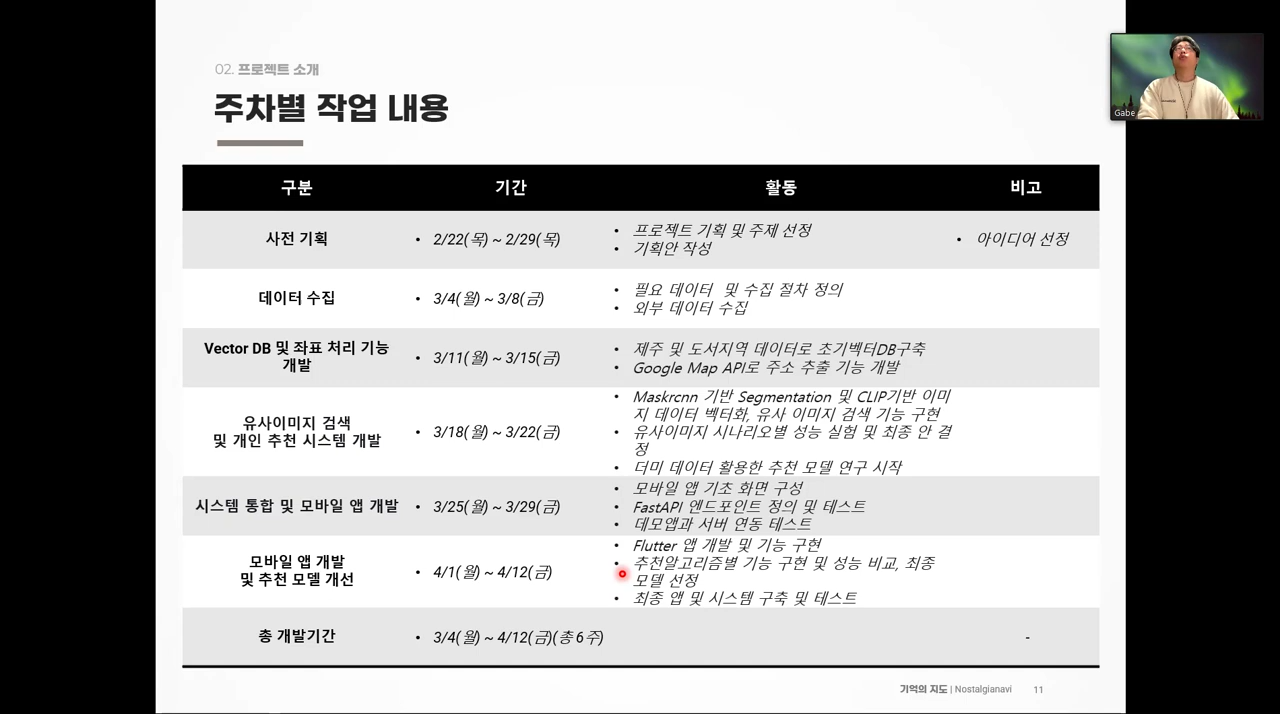 02. 프로젝트 소개
주차별 작업 내용
Gabe
구분 기간 활동 비고
사전 기획
• 2/22(목) ~ 2/29(목)
• 프로젝트 기획 및 주제 선정
• 기획안 작성
• 아이디어 선정
데이터 수집
• 3/4(월) ~ 3/8(금)
• 필요 데이터 및 수집 절차 정의
• 외부 데이터 수집
Vector DB 및 좌표 처리 기능
개발
• 3/11(월) ~ 3/15(금)
• 제주 및 도서지역 데이터로 초기벡터DB구축
• Google Map API로 주소 추출 기능 개발
유사이미지 검색
및 개인 추천 시스템 개발
• 3/18(월) ~ 3/22(금)
• Maskrcnn 기반 Segmentation 및 CLIP기반 이미
지 데이터 벡터화, 유사 이미지 검색 기능 구현
• 유사이미지 시나리오별 성능 실험 및 최종 안 결
정
• 더미 데이터 활용한 추천 모델 연구 시작
시스템 통합 및 모바일 앱 개발
• 3/25(월) ~ 3/29(금)
• 모바일 앱 기초 화면 구성
• FastAPI 엔드포인트 정의 및 테스트
• 데모앱과 서버 연동 테스트
모바일 앱 개발
및 추천 모델 개선
• 4/1(월) ~ 4/12(금)
• Flutter 앱 개발 및 기능 구현
• 추천알고리즘별 기능 구현 및 성능 비교, 최종
모델 선정
• 최종 앱 및 시스템 구축 및 테스트
총 개발기간
• 3/4(월) ~ 4/12(금)(총6주)
-
기억의 지도 | Nostalgianavi 11